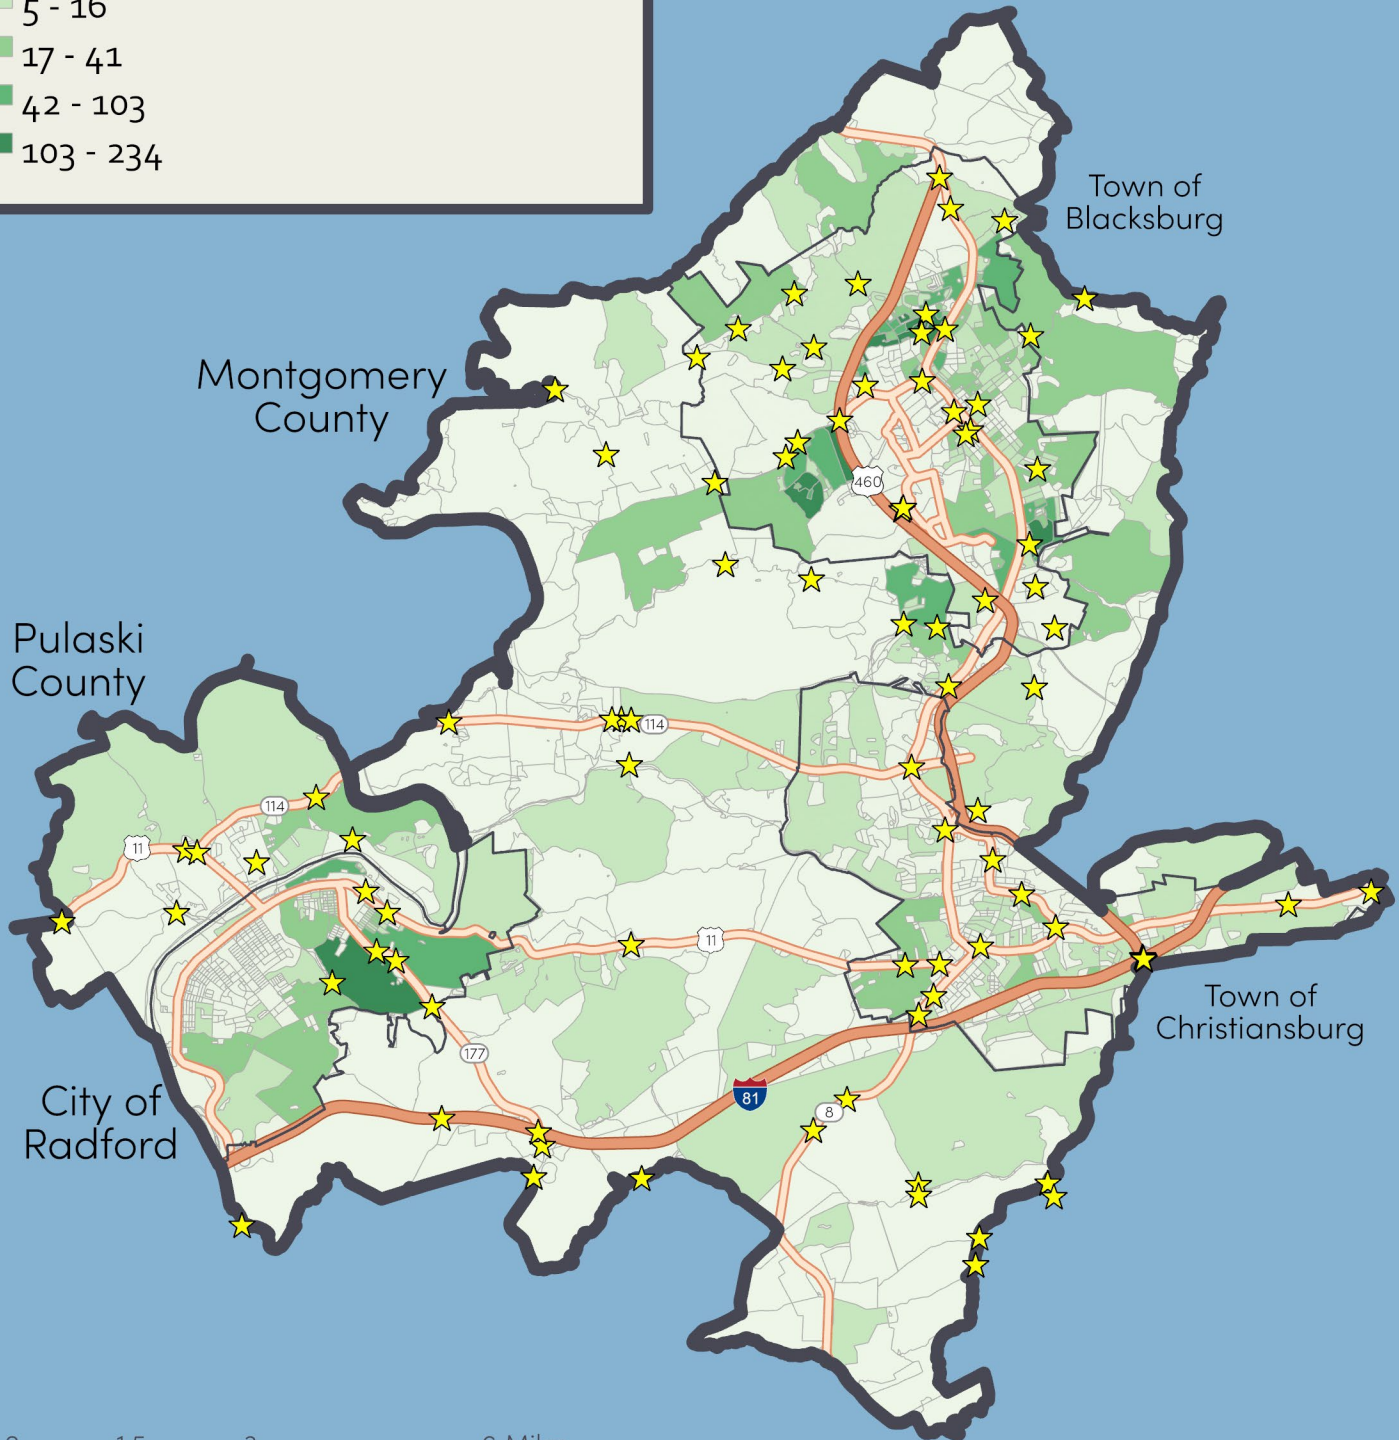 5 - 16
17 - 41
42 - 103
103 - 234
Town of
Blacksburg
Montgomery
County
460
Pulaski
County
114
114
11
11
Town of
Christiansburg
177
City of
Radford
81
8